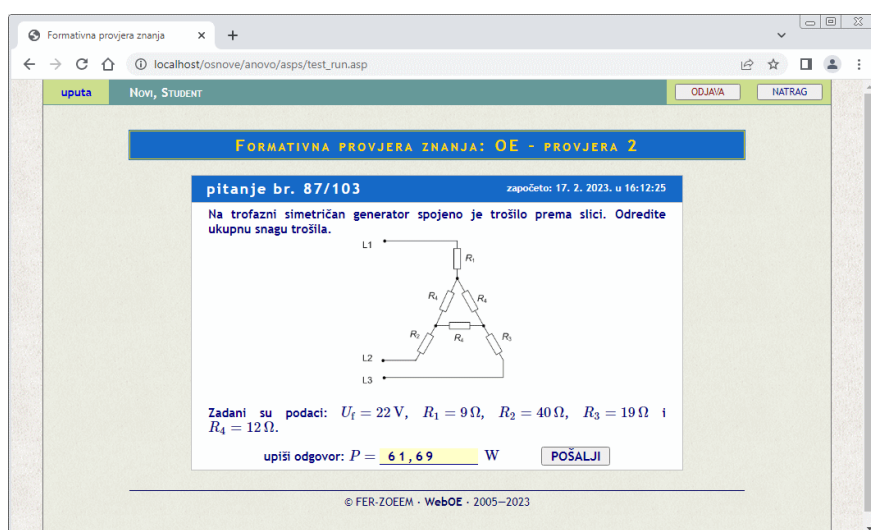 Formativna provjera znanja
localhost/osnove/anovo/asps/test_run.asp
uputa NOVI, STUDENT ODJAVA NATRAG
FORMATIVNA PROVJERA ZNANJA: OE - PROVJERA 2
pitanje br. 87/103 započeto: 17. 2. 2023. u 16:12:25
Na trofazni simetričan generator spojeno je trošilo prema slici. Odredite
ukupnu snagu trošila.
L1
R₁
R₄ R₄
R₂ R₄ R₃
L2
L3
Zadani su podaci: U_f = 22 V, R₁ = 9 Ω, R₂ = 40 Ω, R₃ = 19 Ω i
R₄ = 12 Ω.
upiši odgovor: P = 61,69 W POŠALJI
© FER-ZOEEM · WebOE · 2005–2023